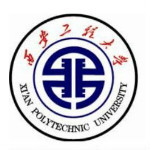 西安工程大学
XI'AN POLYTECHNIC UNIVERSITY